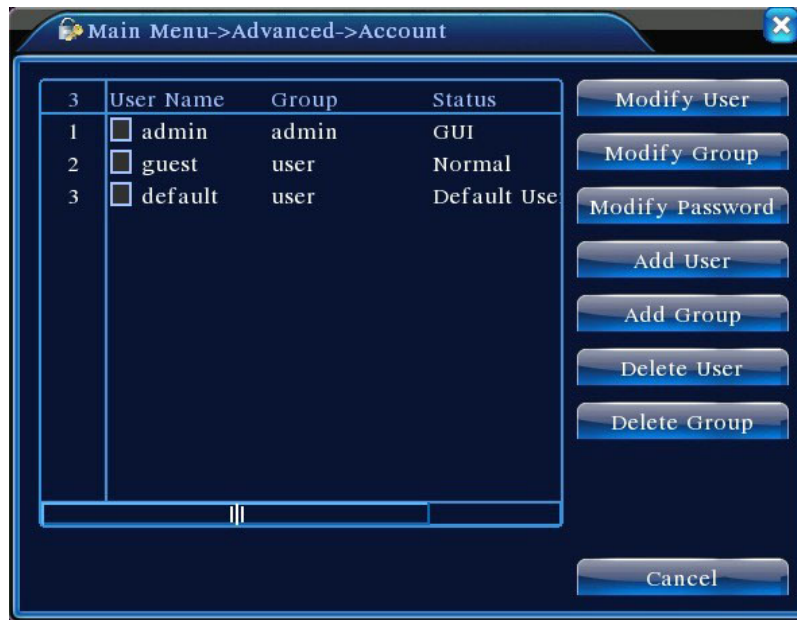 Main Menu->Advanced->Account
3 User Name Group Status
1 admin admin GUI
2 guest user Normal
3 default user Default Use
Modify User
Modify Group
Modify Password
Add User
Add Group
Delete User
Delete Group
Cancel